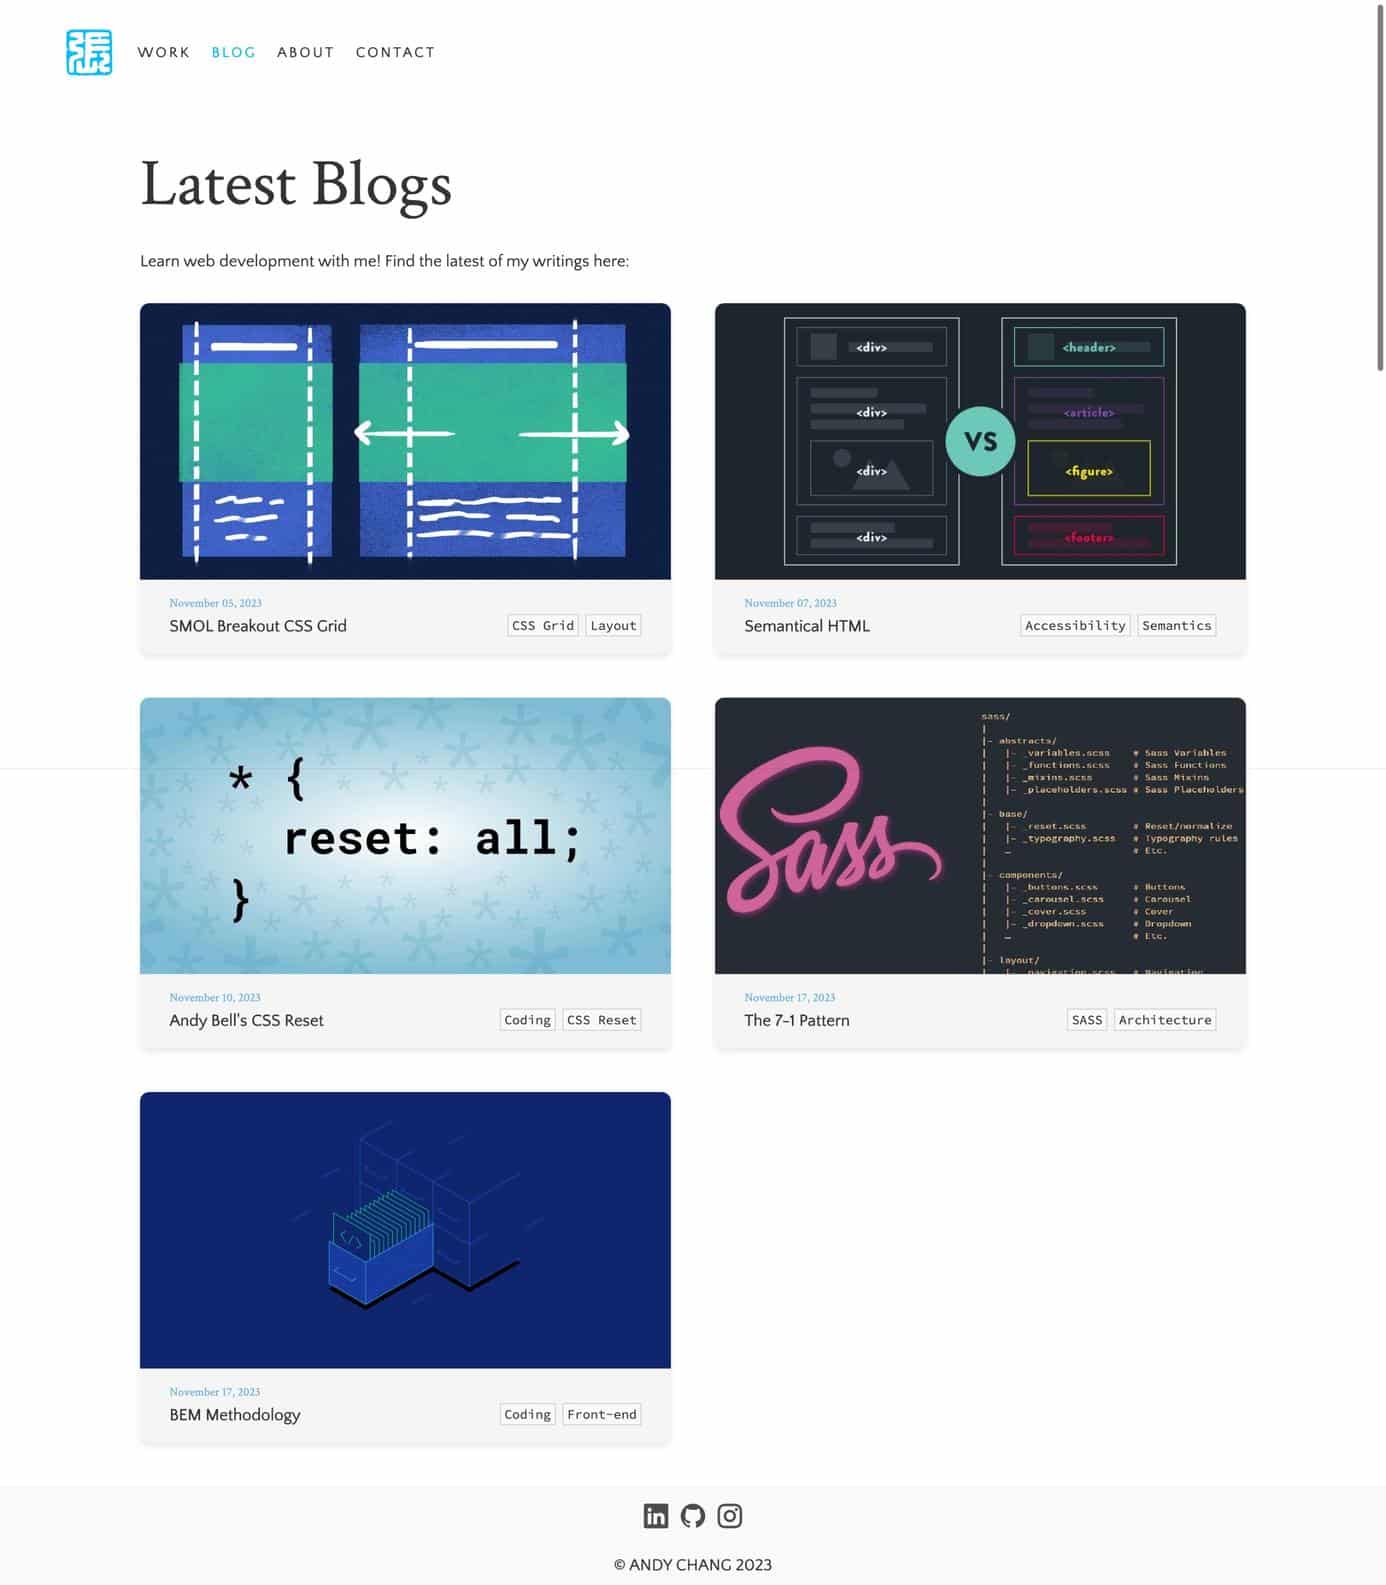 WORK BLOG ABOUT CONTACT
Latest Blogs
Learn web development with me! Find the latest of my writings here:
November 05, 2023
SMOL Breakout CSS Grid
CSS Grid Layout
<div>
<div>
<div>
<div>
VS
<header>
<article>
<figure>
<footer>
November 07, 2023
Semantical HTML
Accessibility Semantics
* {
reset: all;
}
November 10, 2023
Andy Bell's CSS Reset
Coding CSS Reset
Sass
sass/
|
|- abstracts/
| |- _variables.scss # Sass Variables
| |- _functions.scss # Sass Functions
| |- _mixins.scss # Sass Mixins
| |- _placeholders.scss # Sass Placeholders
|
|- base/
| |- _reset.scss # Reset/normalize
| |- _typography.scss # Typography rules
| … # Etc.
|
|- components/
| |- _buttons.scss # Buttons
| |- _carousel.scss # Carousel
| |- _cover.scss # Cover
| |- _dropdown.scss # Dropdown
| … # Etc.
|
|- layout/
| |- _navigation.scss # Navigation
November 17, 2023
The 7-1 Pattern
SASS Architecture
</>
November 17, 2023
BEM Methodology
Coding Front-end
in
© ANDY CHANG 2023